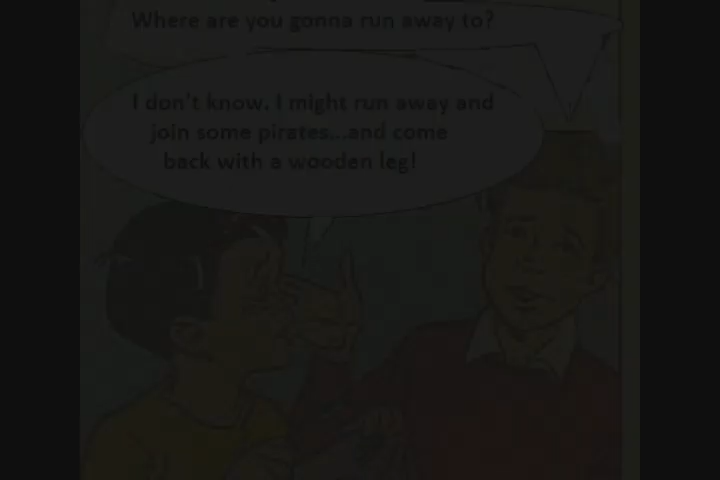 Where are you gonna run away to?
I don't know. I might run away and
join some pirates...and come
back with a wooden leg!